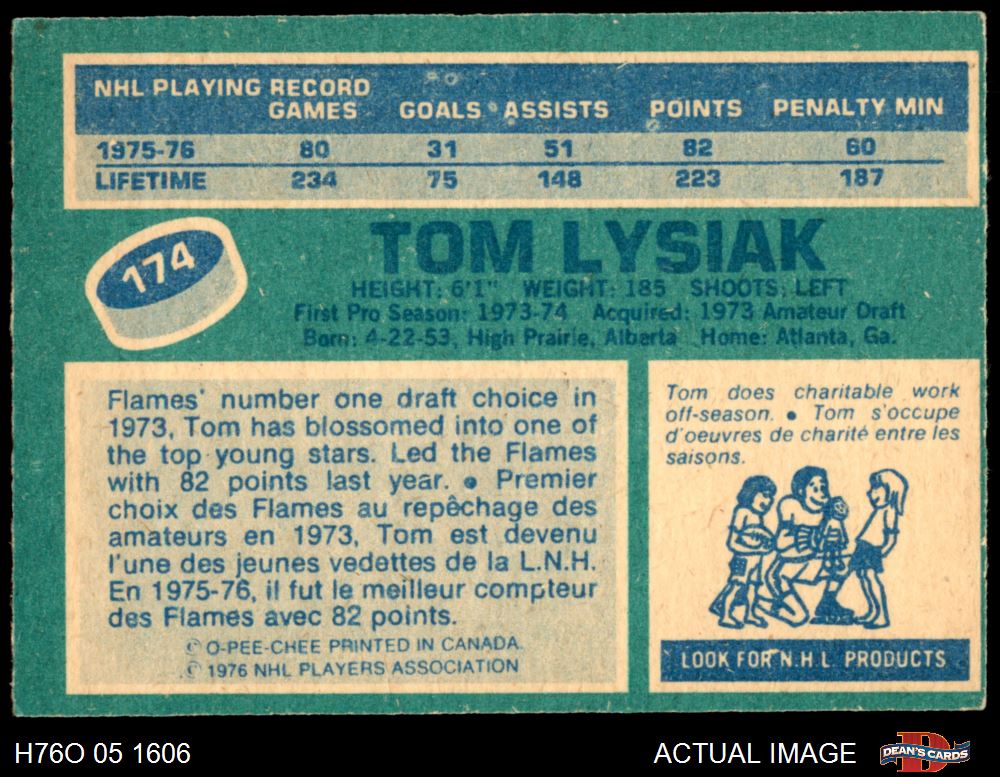 NHL PLAYING RECORD
GAMES GOALS ASSISTS POINTS PENALTY MIN
1975-76 80 31 51 82 60
LIFETIME 234 75 148 223 187
174
TOM LYSIAK
HEIGHT: 6'1" WEIGHT: 185 SHOOTS: LEFT
First Pro Season: 1973-74 Acquired: 1973 Amateur Draft
Born: 4-22-53, High Prairie, Alberta Home: Atlanta, Ga.
Flames' number one draft choice in
1973, Tom has blossomed into one of
the top young stars. Led the Flames
with 82 points last year. ● Premier
choix des Flames au repêchage des
amateurs en 1973, Tom est devenu
l'une des jeunes vedettes de la L.N.H.
En 1975-76, il fut le meilleur compteur
des Flames avec 82 points.
© O-PEE-CHEE PRINTED IN CANADA.
© 1976 NHL PLAYERS ASSOCIATION
Tom does charitable work
off-season. ● Tom s'occupe
d'oeuvres de charité entre les
saisons.
LOOK FOR N.H.L PRODUCTS
H76O 05 1606
ACTUAL IMAGE
DEAN'S CARDS